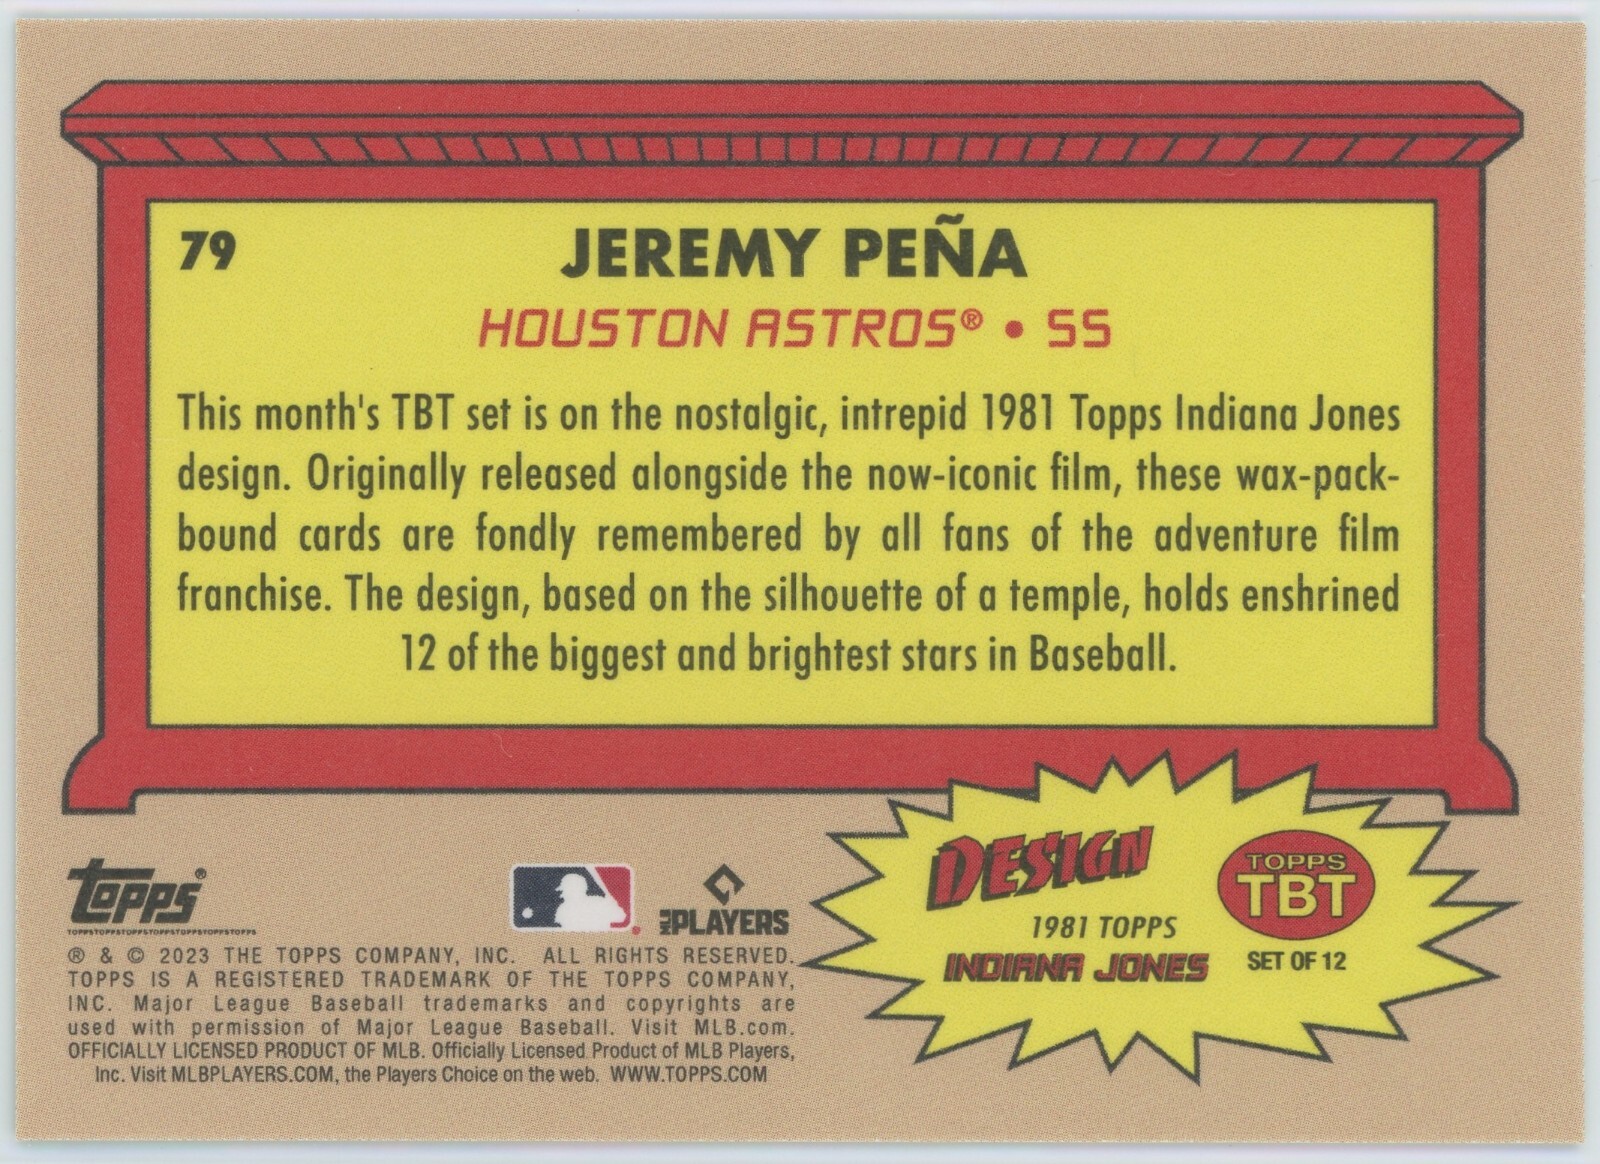 79
JEREMY PEÑA
HOUSTON ASTROS® • SS
This month's TBT set is on the nostalgic, intrepid 1981 Topps Indiana Jones
design. Originally released alongside the now-iconic film, these wax-pack-
bound cards are fondly remembered by all fans of the adventure film
franchise. The design, based on the silhouette of a temple, holds enshrined
12 of the biggest and brightest stars in Baseball.
DESIGN
1981 TOPPS
INDIANA JONES
TOPPS
TBT
SET OF 12
Topps®
TOPPSTOPPSTOPPSTOPPSTOPPSTOPPSTOPPS
MLB PLAYERS
® & © 2023 THE TOPPS COMPANY, INC. ALL RIGHTS RESERVED.
TOPPS IS A REGISTERED TRADEMARK OF THE TOPPS COMPANY,
INC. Major League Baseball trademarks and copyrights are
used with permission of Major League Baseball. Visit MLB.com.
OFFICIALLY LICENSED PRODUCT OF MLB. Officially Licensed Product of MLB Players,
Inc. Visit MLBPLAYERS.COM, the Players Choice on the web. WWW.TOPPS.COM